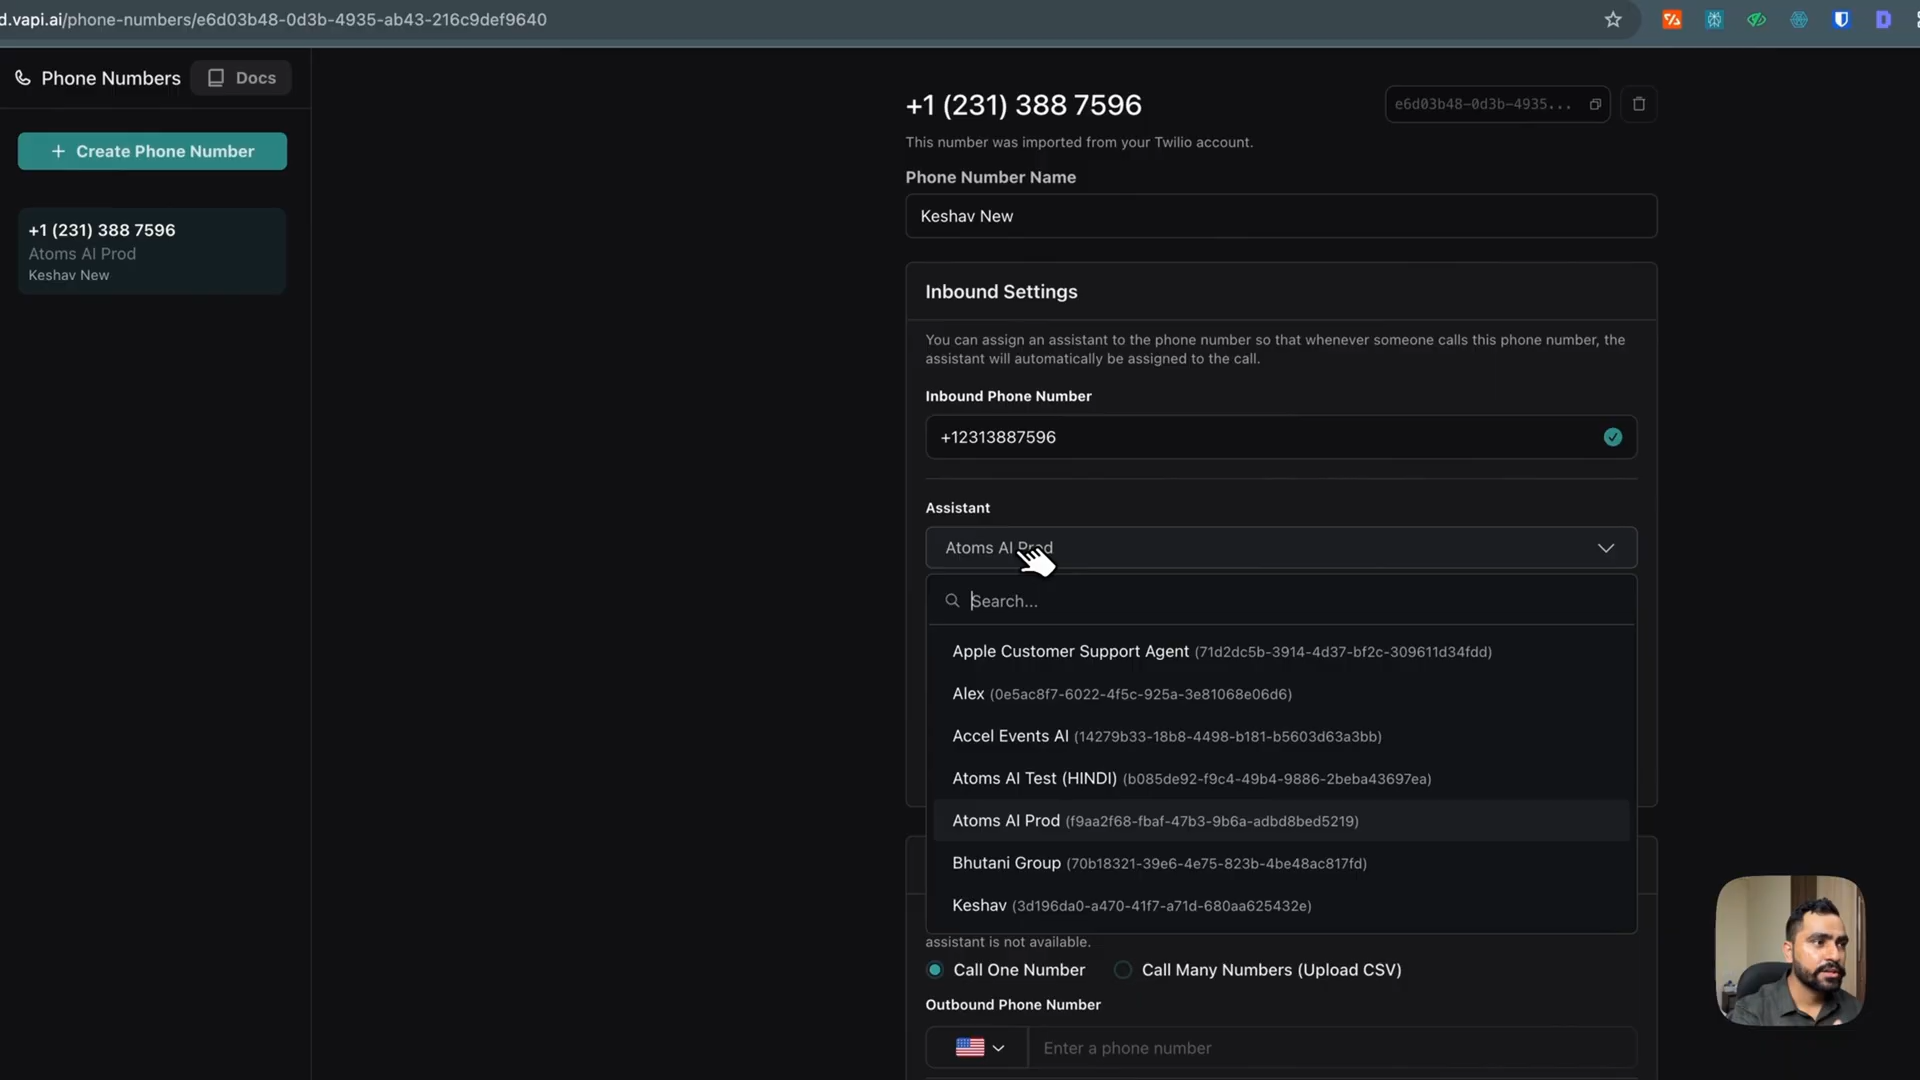 d.vapi.ai/phone-numbers/e6d03b48-0d3b-4935-ab43-216c9def9640
Phone Numbers
Docs
+ Create Phone Number
+1 (231) 388 7596
Atoms AI Prod
Keshav New
+1 (231) 388 7596
e6d03b48-0d3b-4935...
This number was imported from your Twilio account.
Phone Number Name
Keshav New
Inbound Settings
You can assign an assistant to the phone number so that whenever someone calls this phone number, the
assistant will automatically be assigned to the call.
Inbound Phone Number
+12313887596
Assistant
Atoms AI Prod
Search...
Apple Customer Support Agent (71d2dc5b-3914-4d37-bf2c-309611d34fdd)
Alex (0e5ac8f7-6022-4f5c-925a-3e81068e06d6)
Accel Events AI (14279b33-18b8-4498-b181-b5603d63a3bb)
Atoms AI Test (HINDI) (b085de92-f9c4-49b4-9886-2beba43697ea)
Atoms AI Prod (f9aa2f68-fbaf-47b3-9b6a-adbd8bed5219)
Bhutani Group (70b18321-39e6-4e75-823b-4be48ac817fd)
Keshav (3d196da0-a470-41f7-a71d-680aa625432e)
assistant is not available.
Call One Number
Call Many Numbers (Upload CSV)
Outbound Phone Number
Enter a phone number